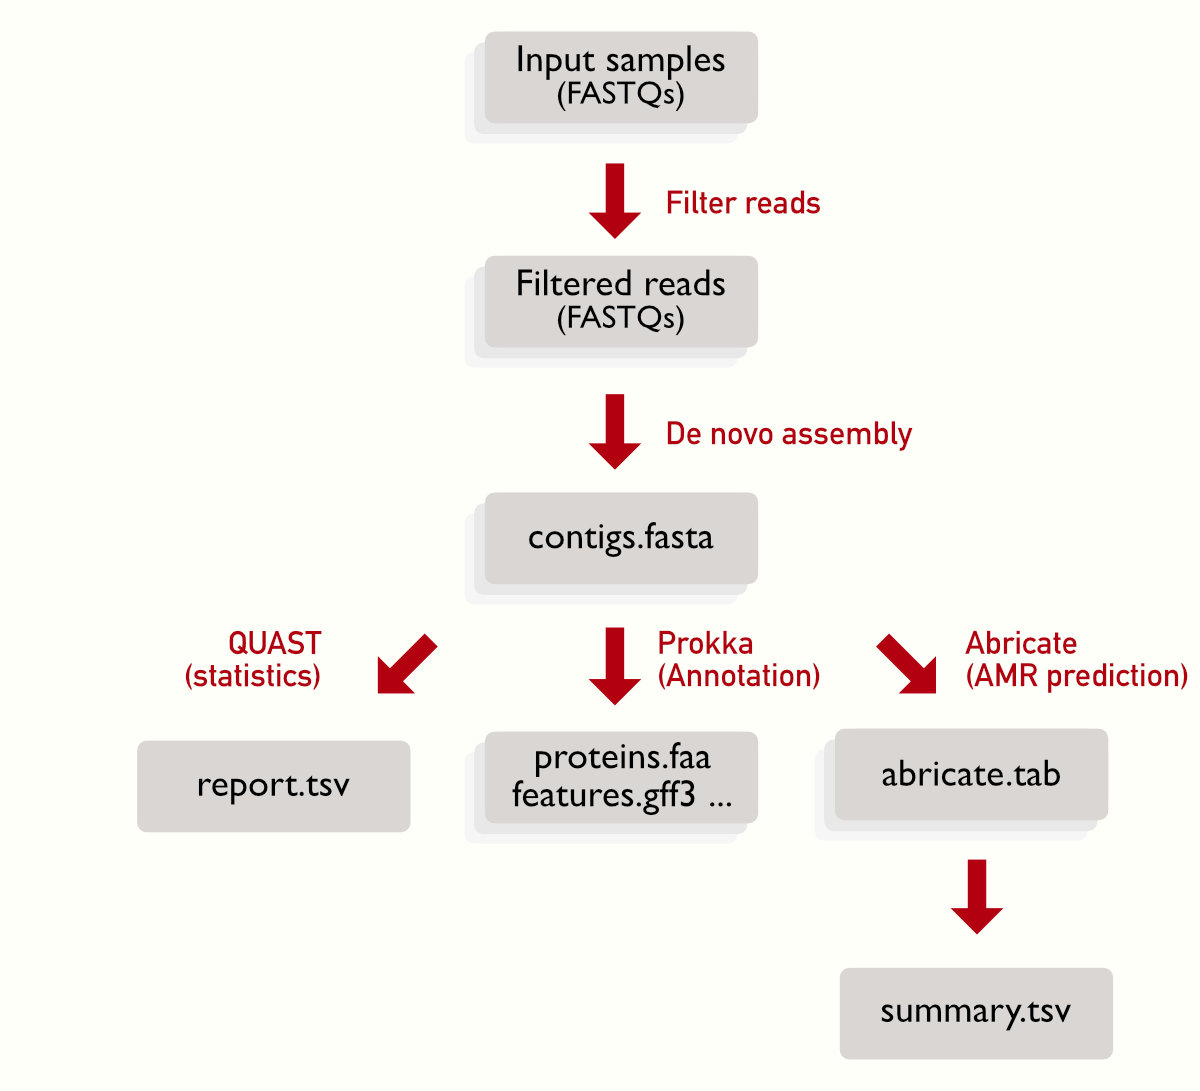 Input samples
(FASTQs)
Filter reads
Filtered reads
(FASTQs)
De novo assembly
contigs.fasta
QUAST
(statistics)
Prokka
(Annotation)
Abricate
(AMR prediction)
report.tsv
proteins.faa
features.gff3 ...
abricate.tab
summary.tsv